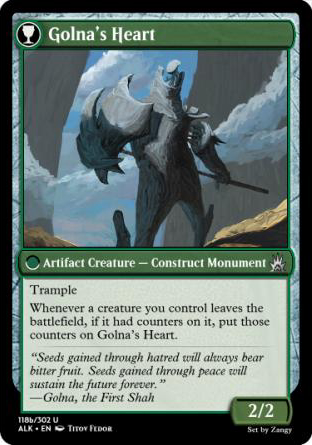 Golna's Heart
Artifact Creature — Construct Monument
Trample
Whenever a creature you control leaves the
battlefield, if it had counters on it, put those
counters on Golna's Heart.
“Seeds gained through hatred will always bear
bitter fruit. Seeds gained through peace will
sustain the future forever.”
—Golna, the First Shah
2/2
118b/302 U
ALK • EN Titov Fedor
Set by Zangy